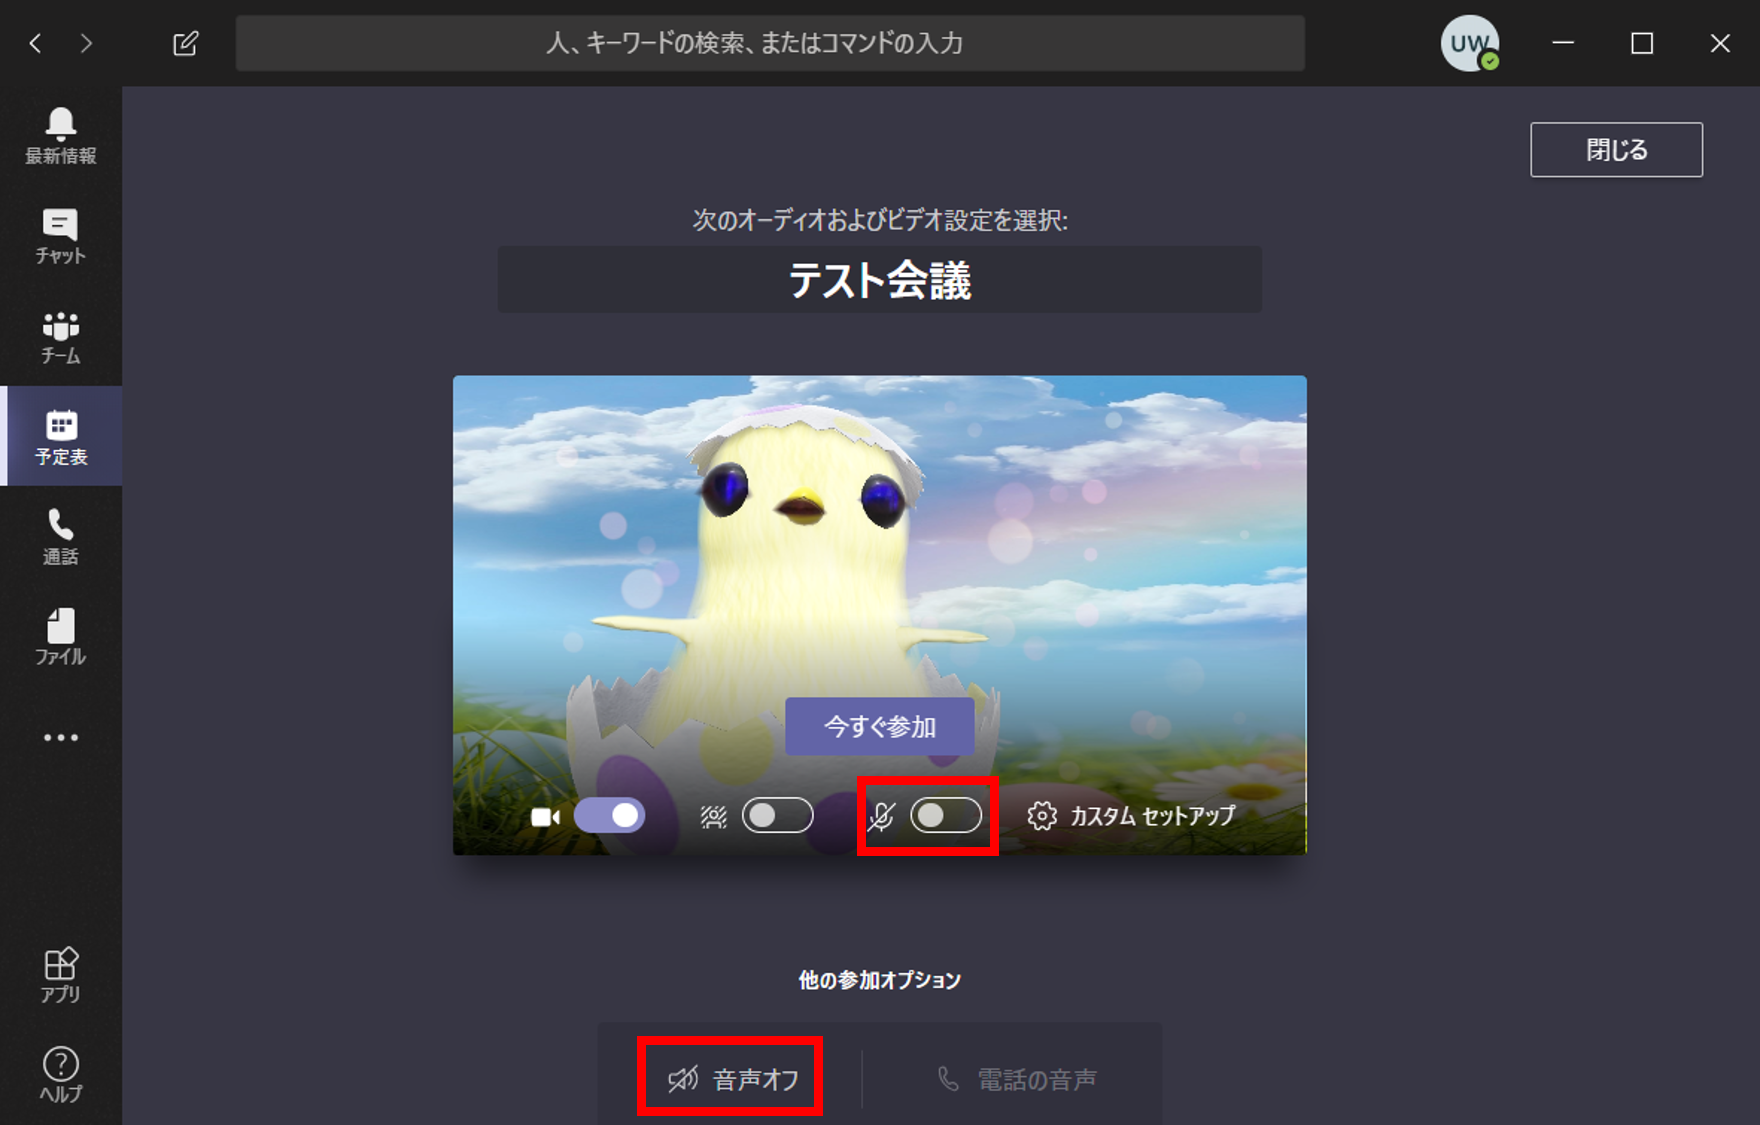 人、キーワードの検索、またはコマンドの入力
UW
最新情報
チャット
チーム
予定表
通話
ファイル
アプリ
ヘルプ
閉じる
次のオーディオおよびビデオ設定を選択:
テスト会議
今すぐ参加
カスタム セットアップ
他の参加オプション
音声オフ
電話の音声